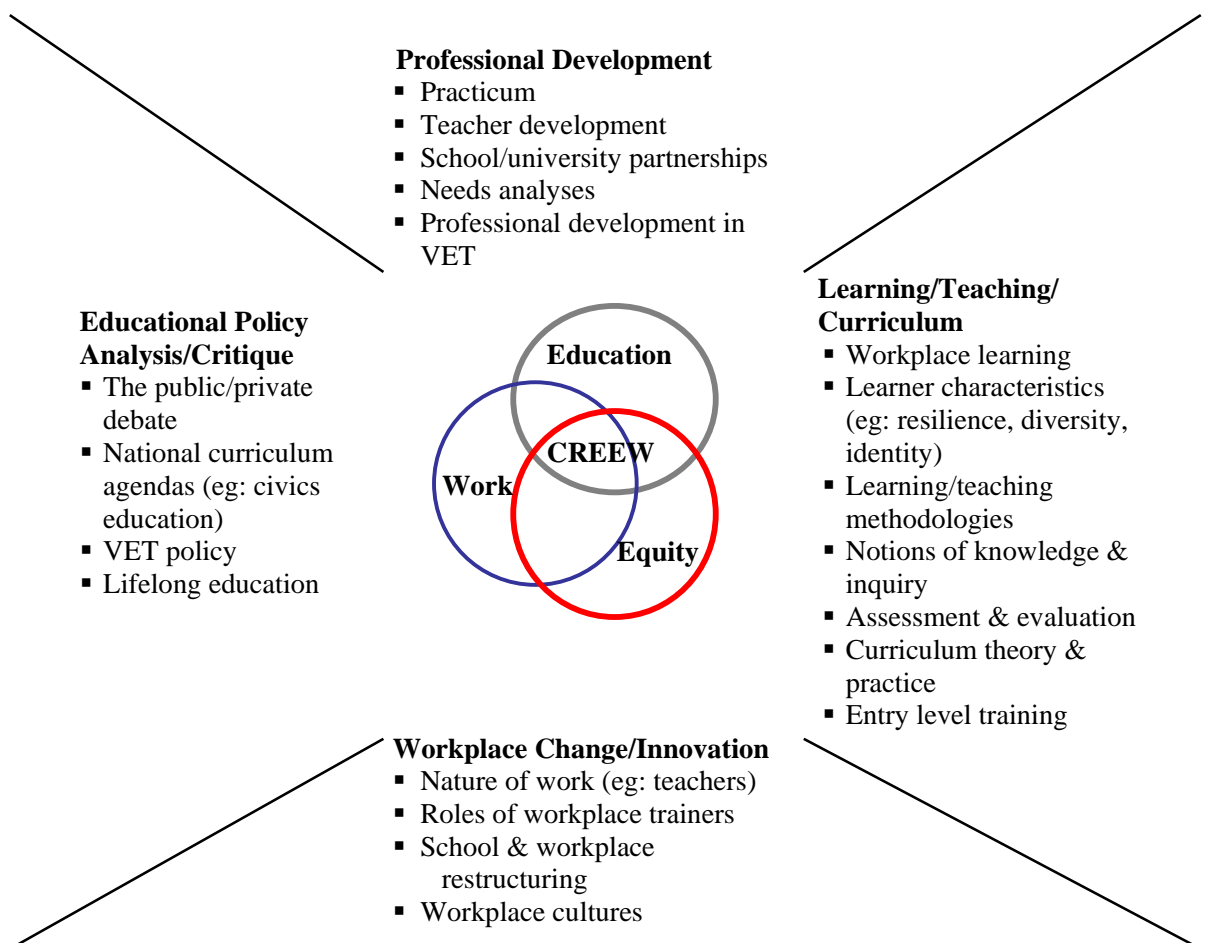 Professional Development
▪ Practicum
▪ Teacher development
▪ School/university partnerships
▪ Needs analyses
▪ Professional development in
VET
Educational Policy
Analysis/Critique
▪ The public/private
debate
▪ National curriculum
agendas (eg: civics
education)
▪ VET policy
▪ Lifelong education
Education
CREEW
Work
Equity
Learning/Teaching/
Curriculum
▪ Workplace learning
▪ Learner characteristics
(eg: resilience, diversity,
identity)
▪ Learning/teaching
methodologies
▪ Notions of knowledge &
inquiry
▪ Assessment & evaluation
▪ Curriculum theory &
practice
▪ Entry level training
Workplace Change/Innovation
▪ Nature of work (eg: teachers)
▪ Roles of workplace trainers
▪ School & workplace
restructuring
▪ Workplace cultures